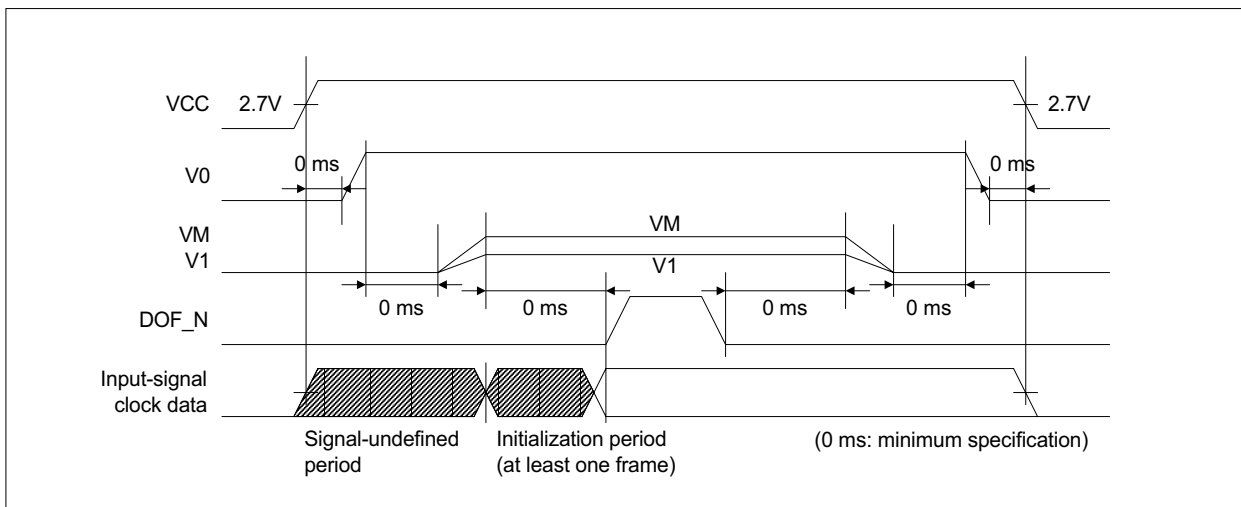 VCC
2.7V
2.7V
0 ms
0 ms
V0
VM
VM
V1
V1
0 ms
0 ms
0 ms
0 ms
DOF_N
Input-signal
clock data
Signal-undefined
period
Initialization period
(at least one frame)
(0 ms: minimum specification)